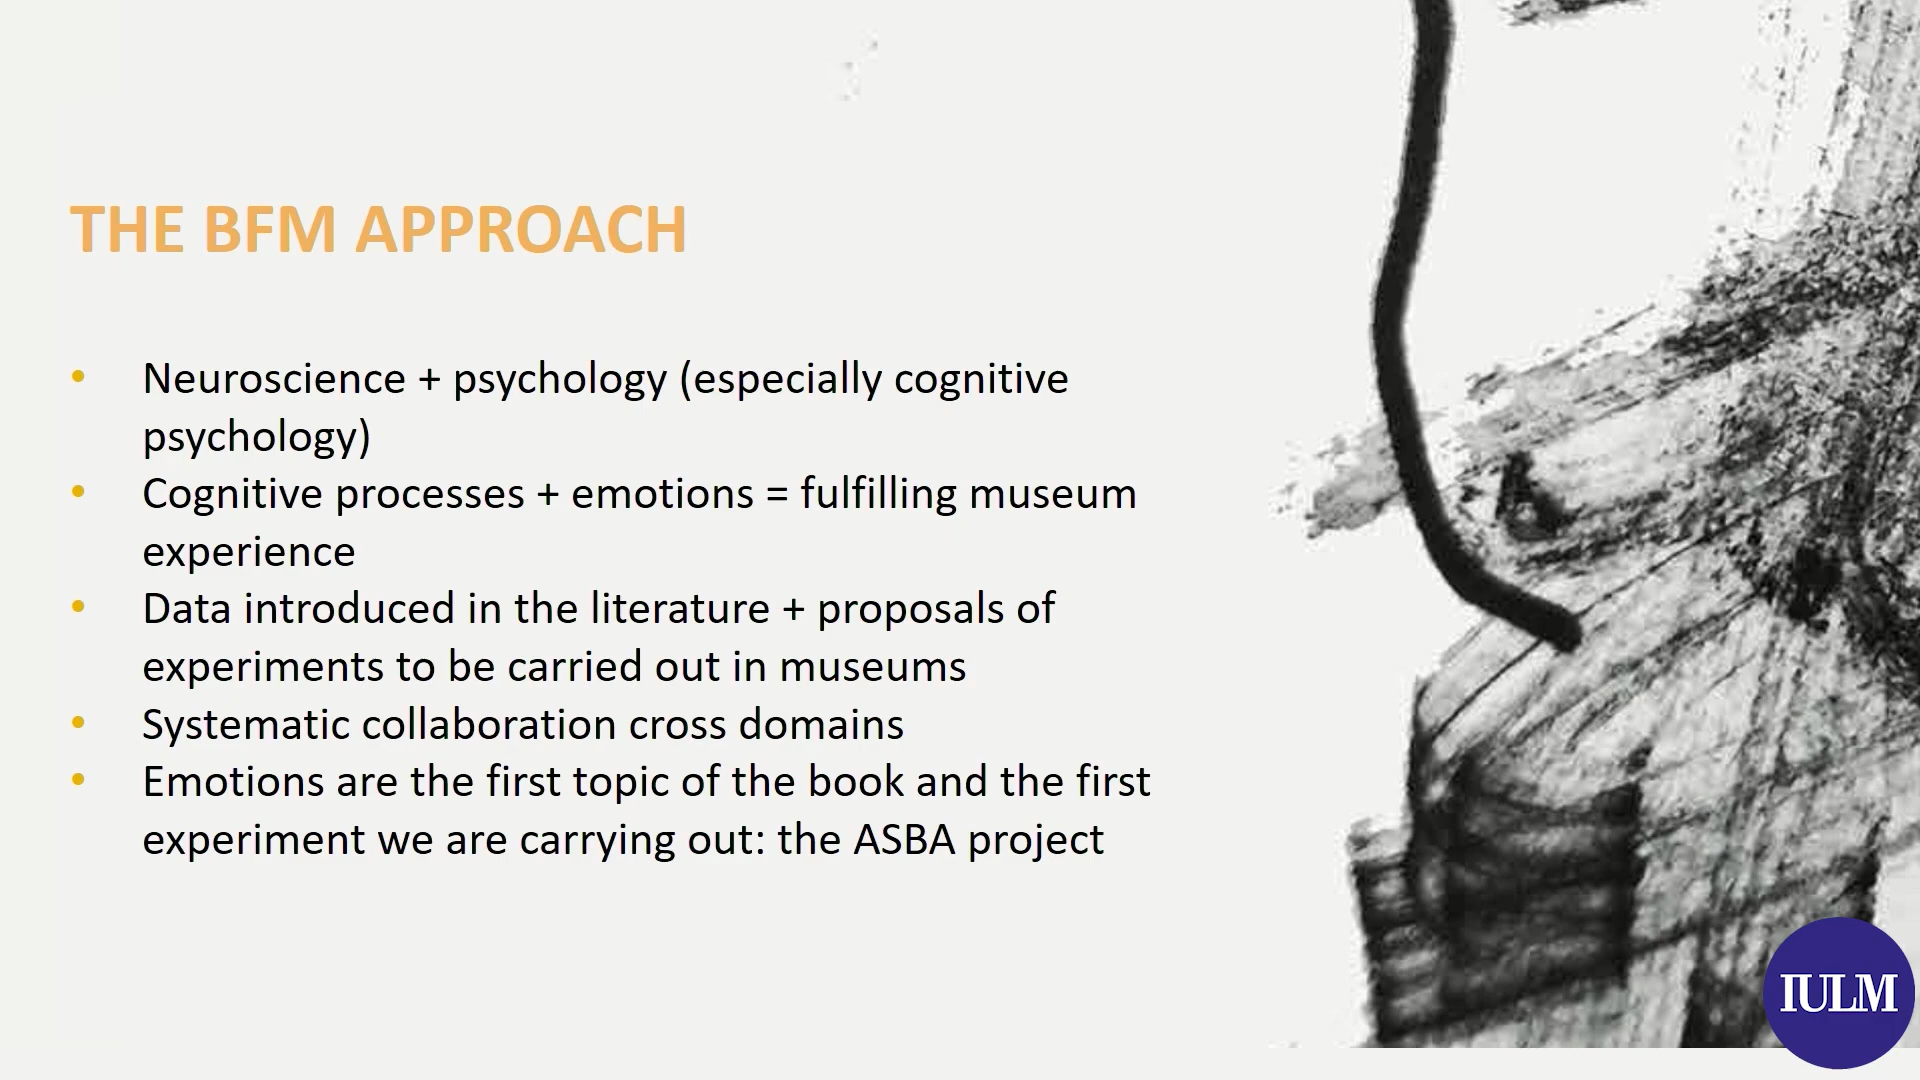 THE BFM APPROACH
• Neuroscience + psychology (especially cognitive
psychology)
• Cognitive processes + emotions = fulfilling museum
experience
• Data introduced in the literature + proposals of
experiments to be carried out in museums
• Systematic collaboration cross domains
• Emotions are the first topic of the book and the first
experiment we are carrying out: the ASBA project
IULM